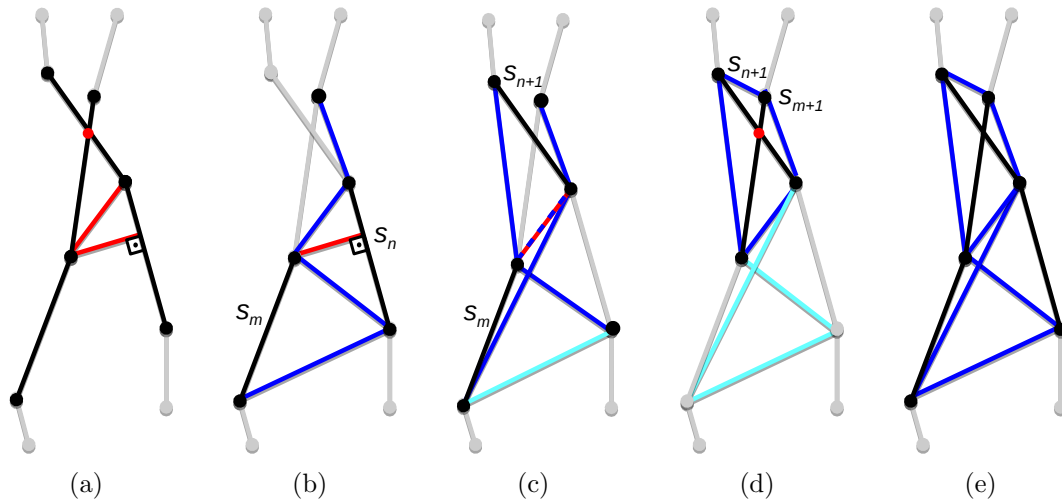 S_{n+1}
S_{n+1}
S_{m+1}
S_n
S_m
S_m
(a)
(b)
(c)
(d)
(e)